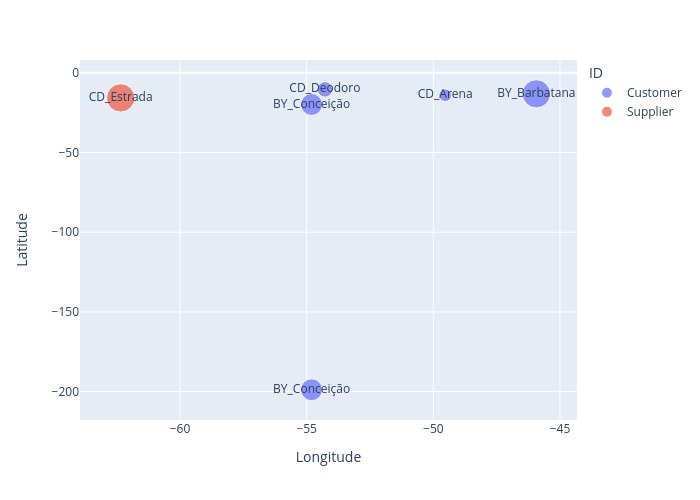 ID
Customer
Supplier
0
−50
−100
−150
−200
CD_Estrada
CD_Deodoro
BY_Conceição
CD_Arena
BY_Barbatana
BY_Conceição
−60
−55
−50
−45
Longitude
Latitude